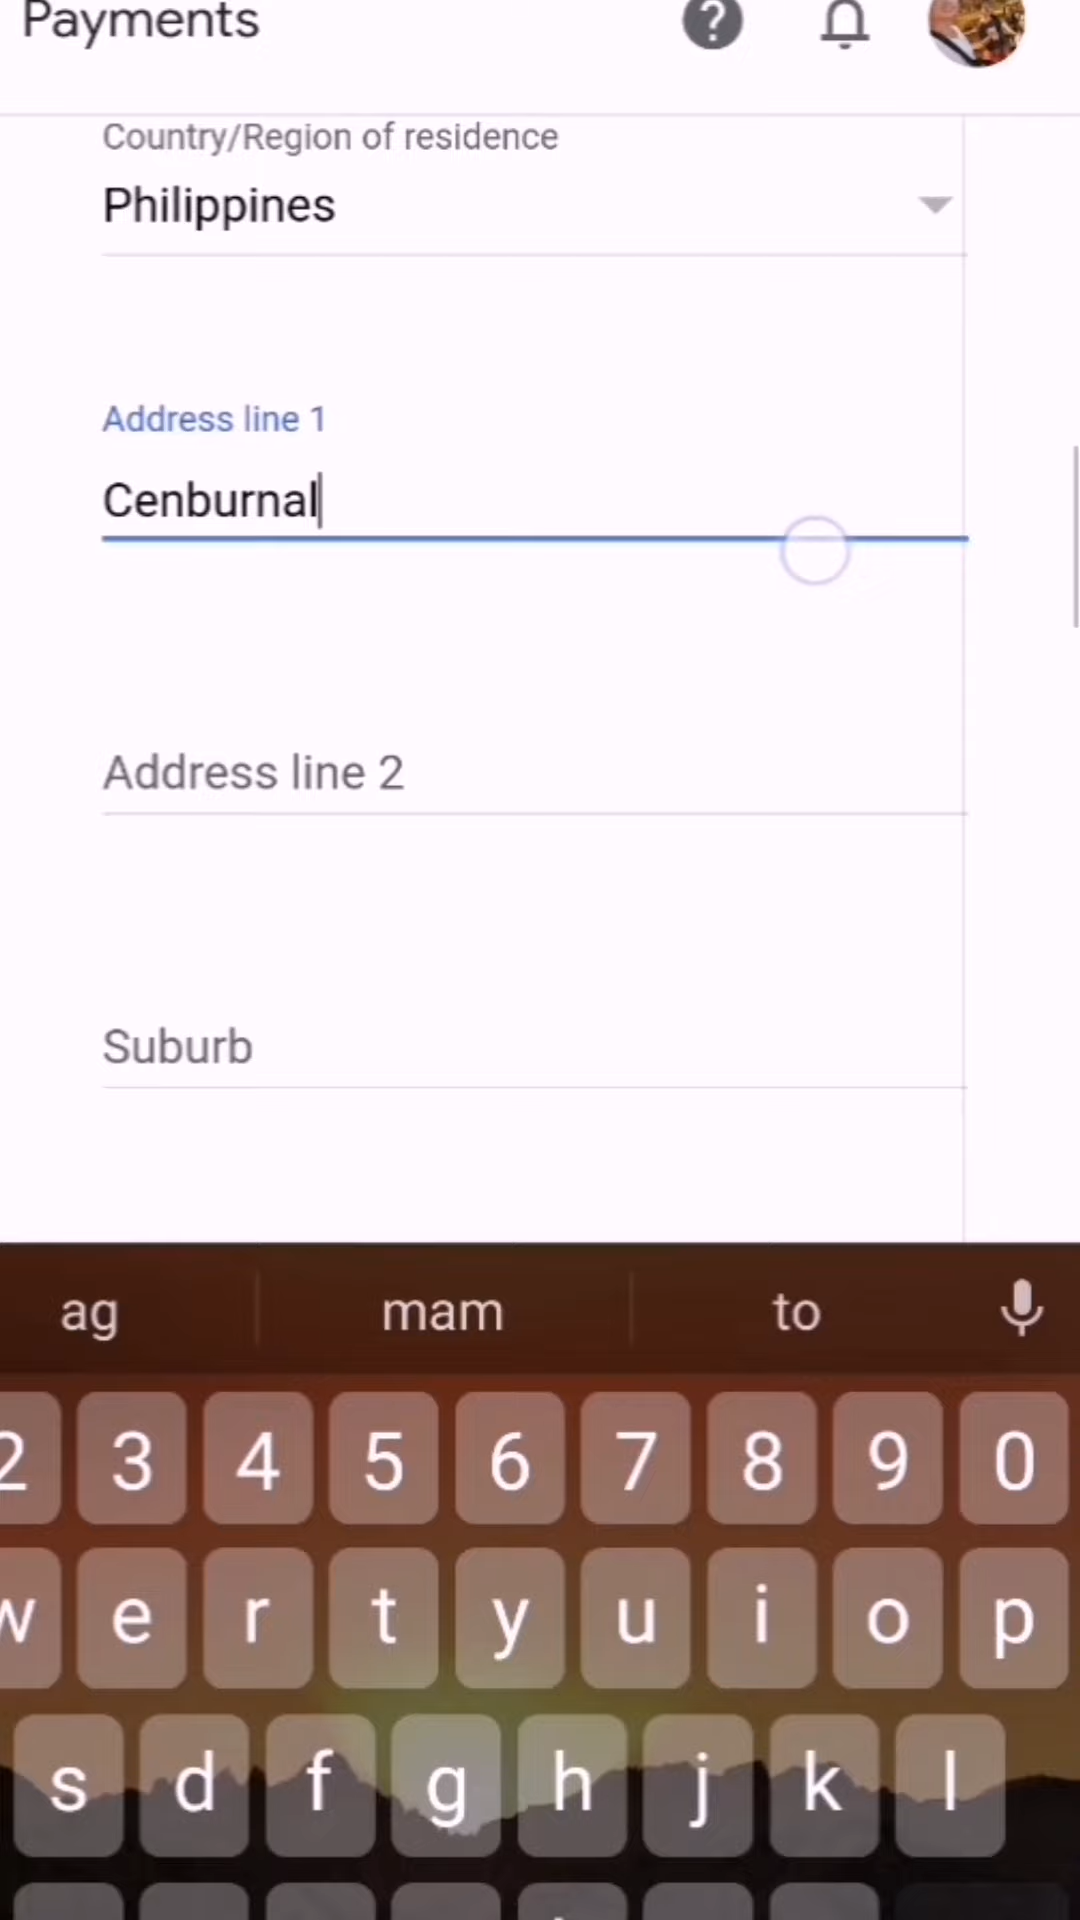 Payments
Country/Region of residence
Philippines
Address line 1
Cenburnal
Address line 2
Suburb
ag mam to
2 3 4 5 6 7 8 9 0
w e r t y u i o p
s d f g h j k l